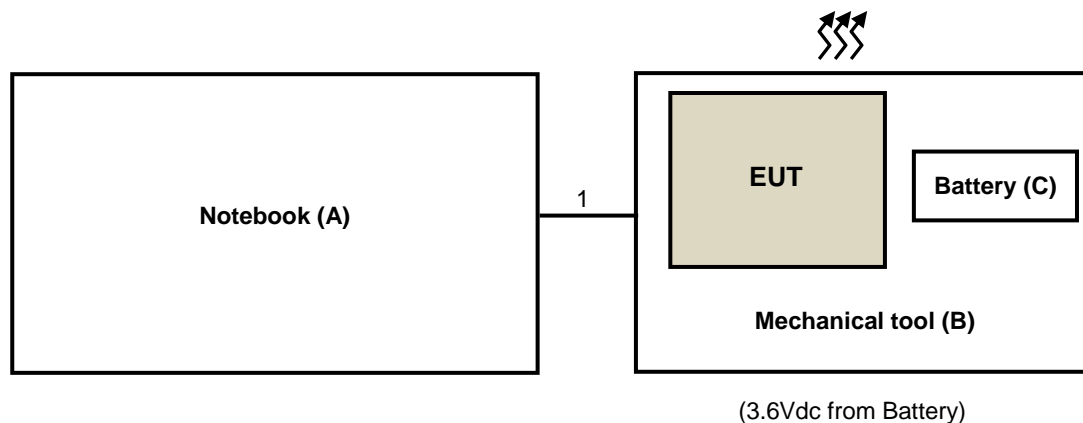 EUT
Battery (C)
Notebook (A)
1
Mechanical tool (B)
(3.6Vdc from Battery)